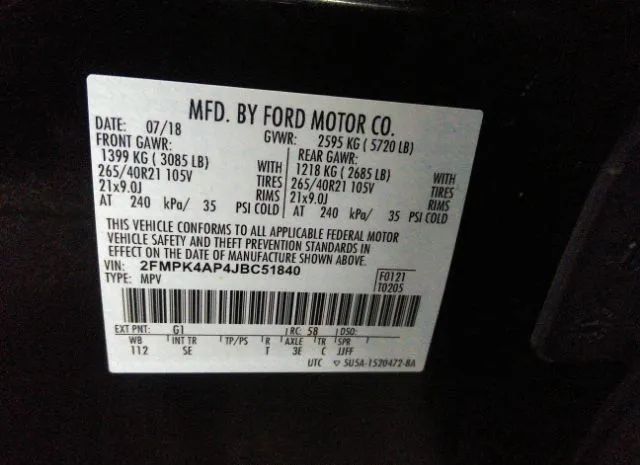 MFD. BY FORD MOTOR CO.
DATE: 07/18 GVWR: 2595 KG ( 5720 LB)
FRONT GAWR: REAR GAWR:
1399 KG ( 3085 LB) WITH 1218 KG ( 2685 LB) WITH
265/40R21 105V TIRES 265/40R21 105V TIRES
21x9.0J RIMS 21x9.0J RIMS
AT 240 kPa/ 35 PSI COLD AT 240 kPa/ 35 PSI COLD
THIS VEHICLE CONFORMS TO ALL APPLICABLE FEDERAL MOTOR
VEHICLE SAFETY AND THEFT PREVENTION STANDARDS IN
EFFECT ON THE DATE OF MANUFACTURE SHOWN ABOVE.
VIN: 2FMPK4AP4JBC51840 F0121
TYPE: MPV T0205
EXT PNT: G1 RC: 58 DSO:
WB INT TR TP/PS R AXLE TR SPR
112 SE T 3E C JJFF
UTC ▽ 5U5A-1520472-BA